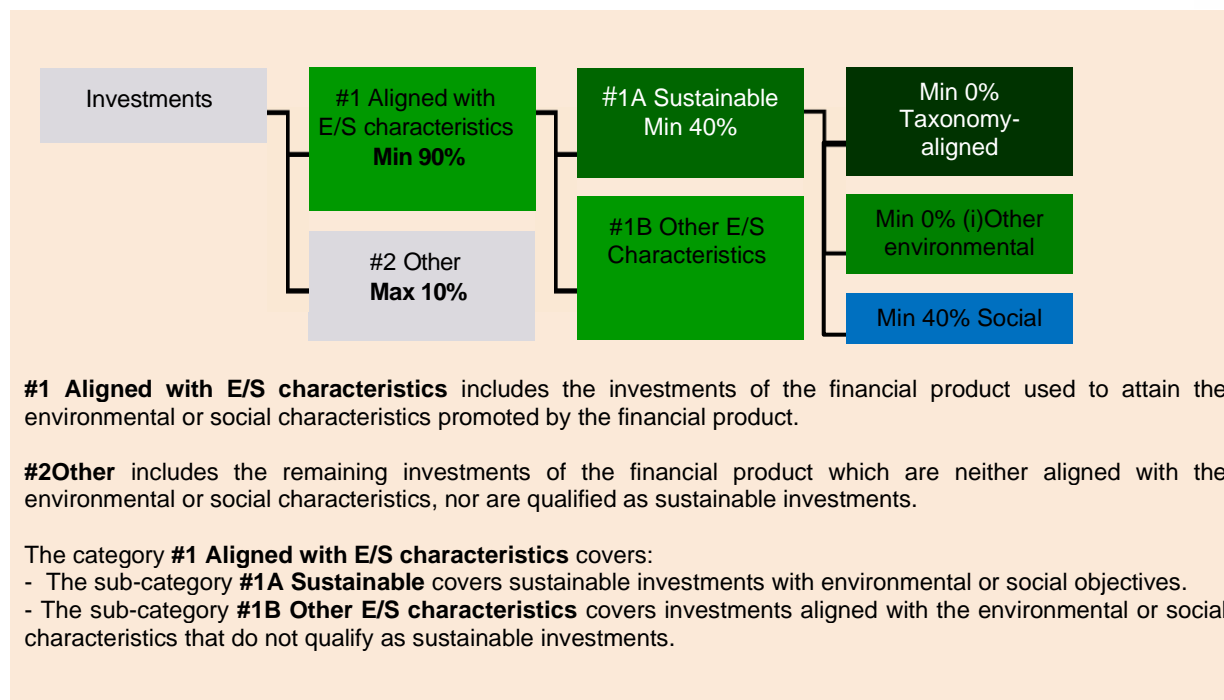 Investments
#1 Aligned with
E/S characteristics
Min 90%
#2 Other
Max 10%
#1A Sustainable
Min 40%
#1B Other E/S
Characteristics
Min 0%
Taxonomy-
aligned
Min 0% (i)Other
environmental
Min 40% Social
#1 Aligned with E/S characteristics includes the investments of the financial product used to attain the
environmental or social characteristics promoted by the financial product.
#2Other includes the remaining investments of the financial product which are neither aligned with the
environmental or social characteristics, nor are qualified as sustainable investments.
The category #1 Aligned with E/S characteristics covers:
- The sub-category #1A Sustainable covers sustainable investments with environmental or social objectives.
- The sub-category #1B Other E/S characteristics covers investments aligned with the environmental or social
characteristics that do not qualify as sustainable investments.